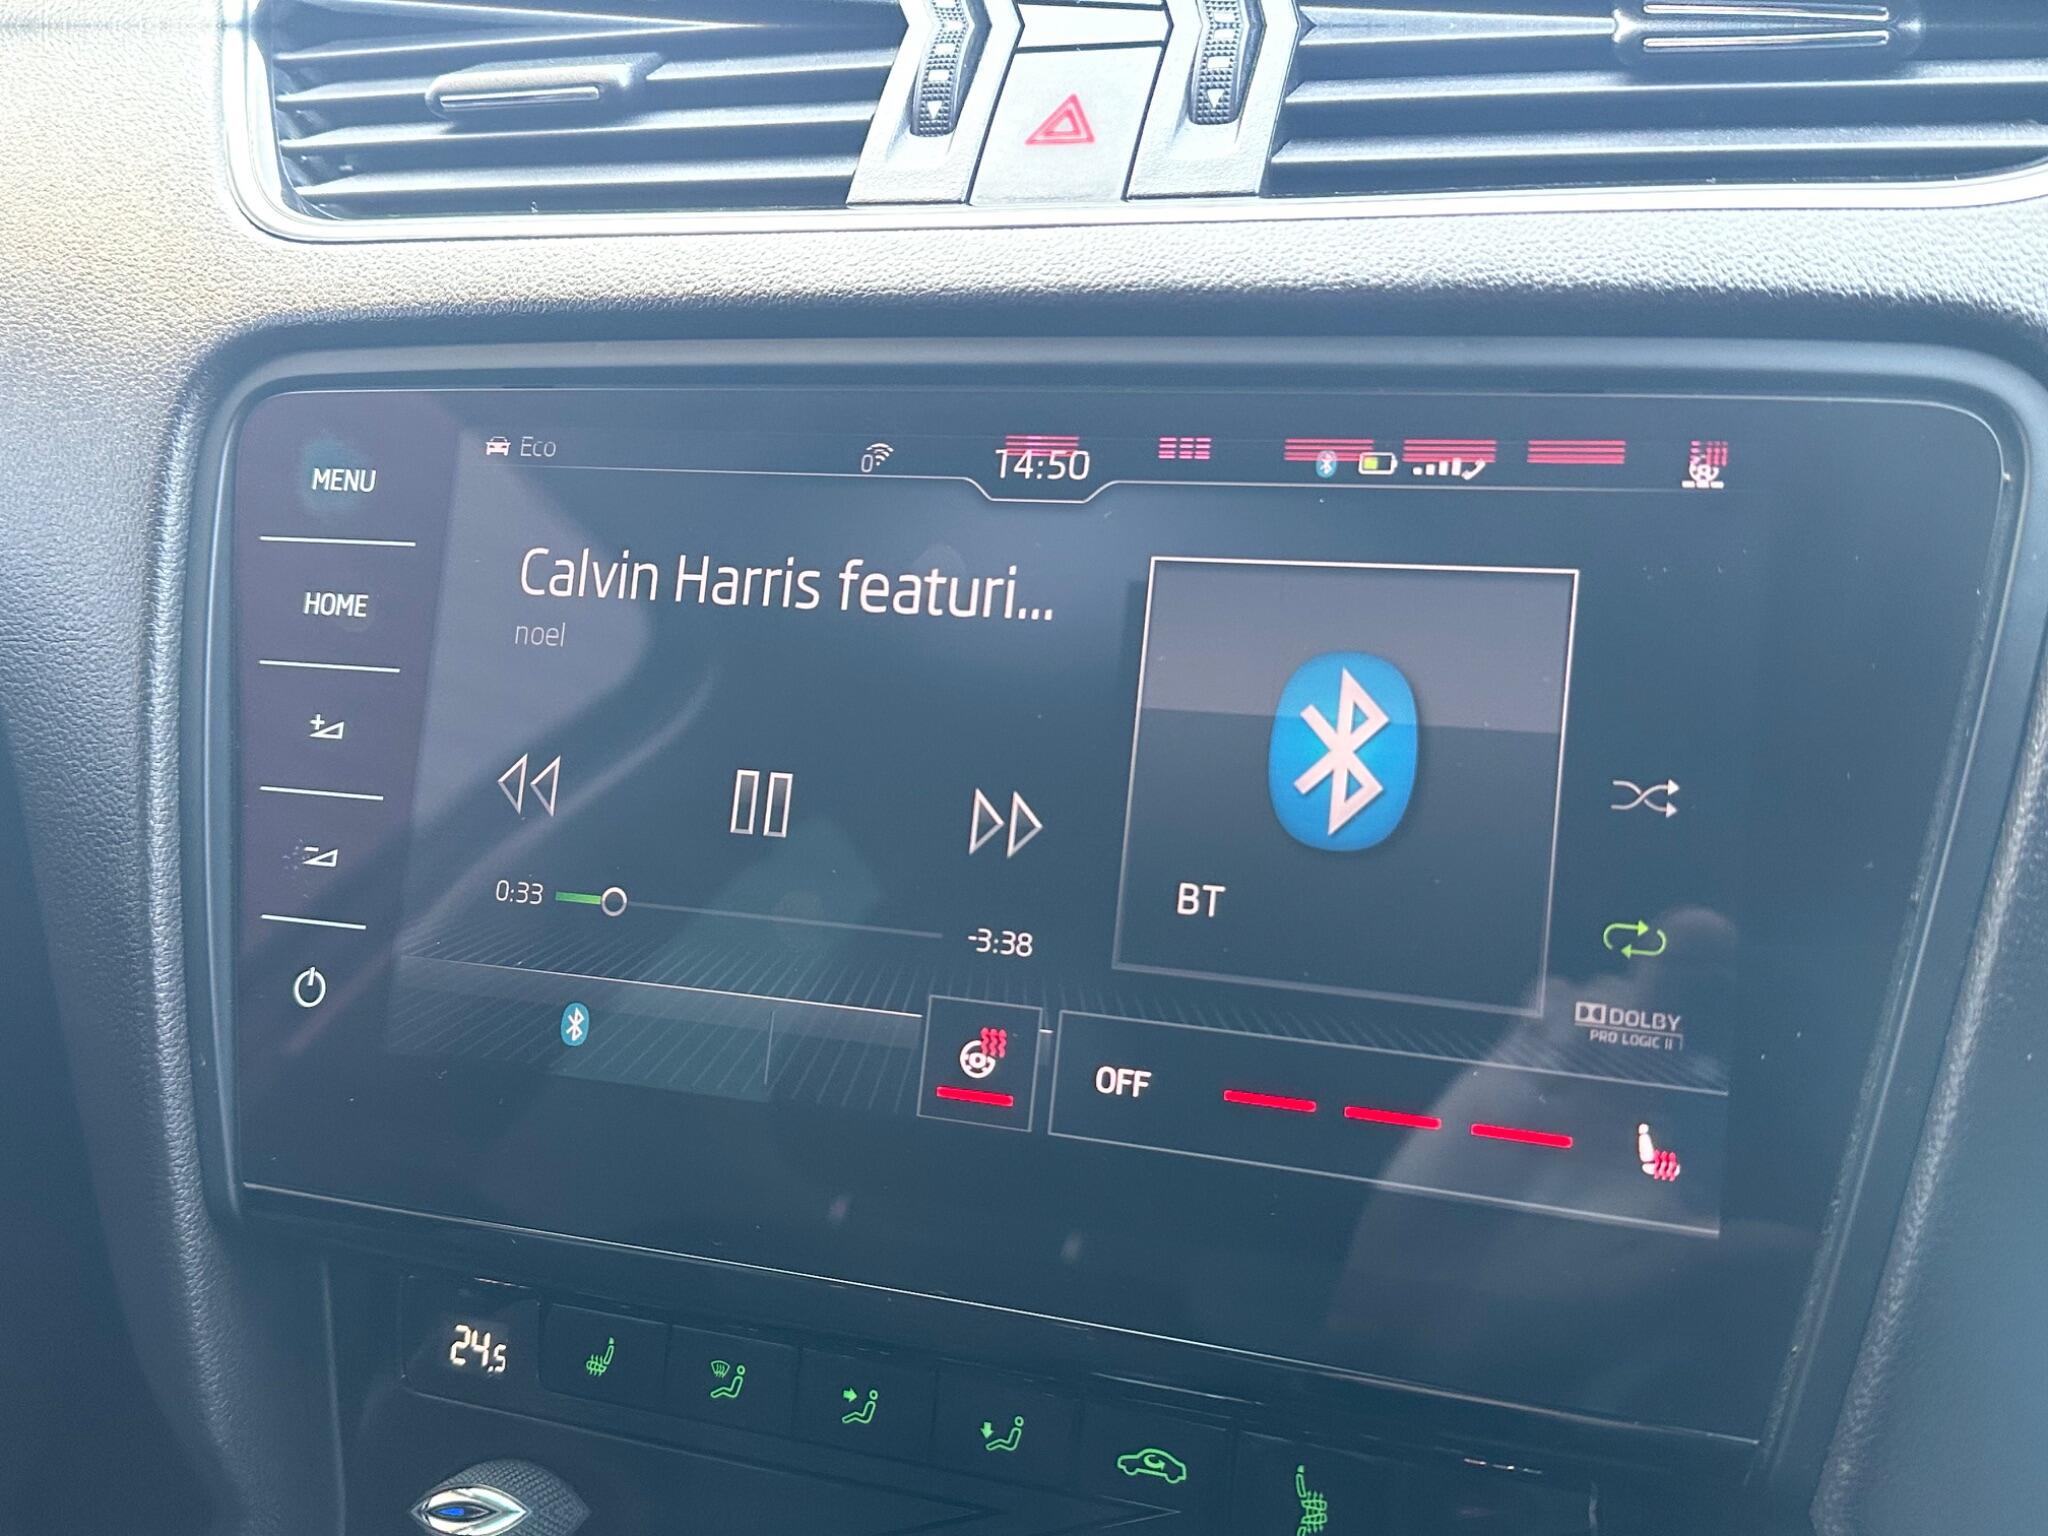 Eco
0
14:50
MENU
HOME
Calvin Harris featuri...
noel
0:33
-3:38
BT
DOLBY
PRO LOGIC II
OFF
24,5